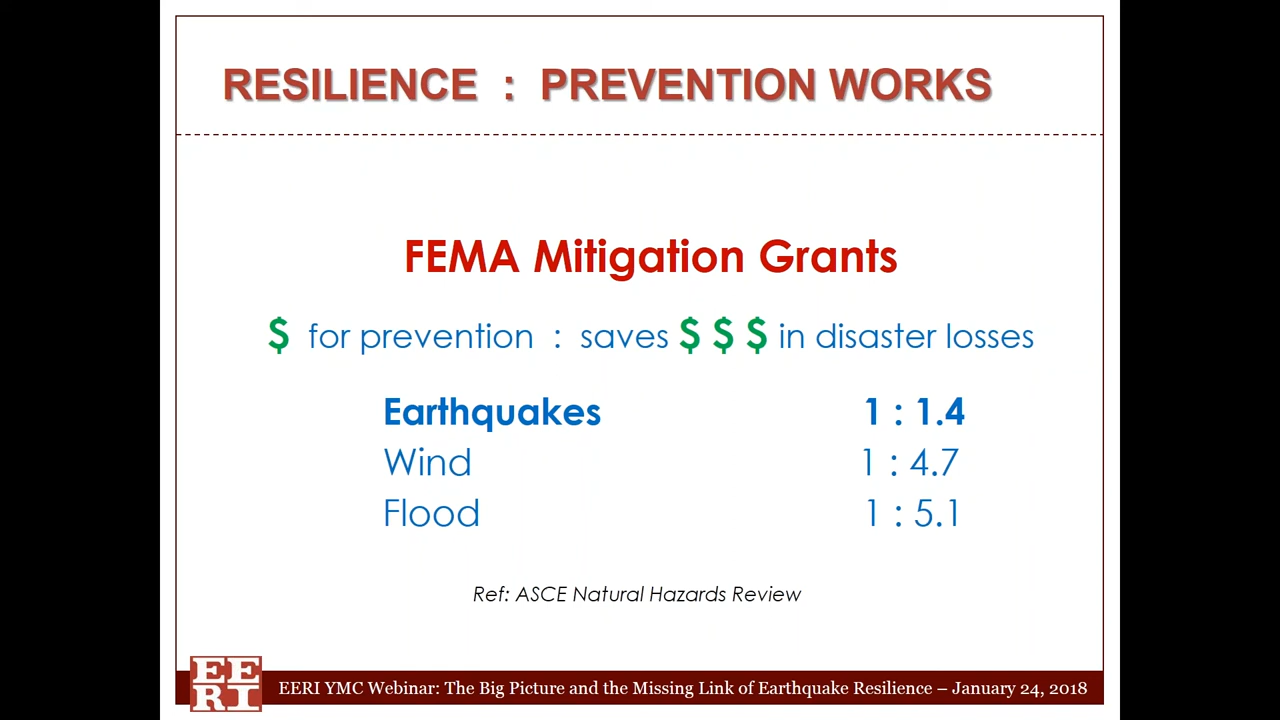 RESILIENCE : PREVENTION WORKS
FEMA Mitigation Grants
$ for prevention : saves $ $ $ in disaster losses
Earthquakes 1 : 1.4
Wind 1 : 4.7
Flood 1 : 5.1
Ref: ASCE Natural Hazards Review
EE
RI
EERI YMC Webinar: The Big Picture and the Missing Link of Earthquake Resilience – January 24, 2018